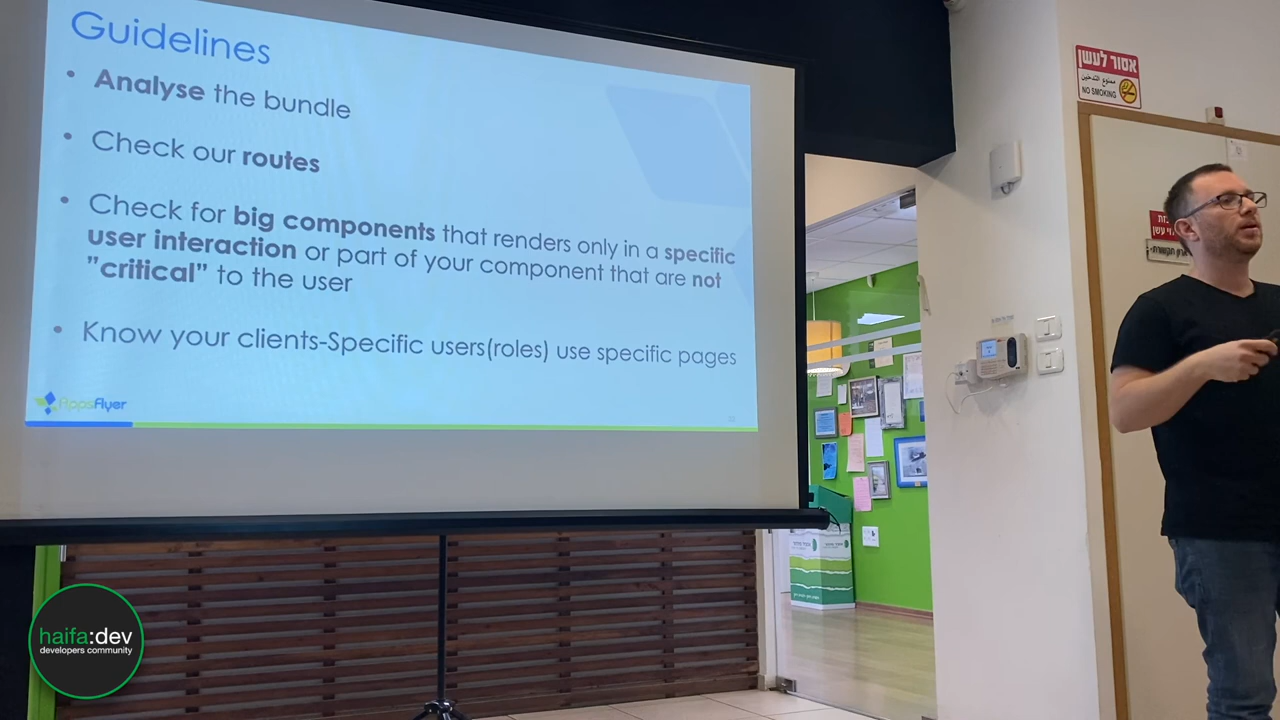 Guidelines
• Analyse the bundle
• Check our routes
• Check for big components that renders only in a specific
user interaction or part of your component that are not
"critical" to the user
• Know your clients-Specific users(roles) use specific pages
AppsFlyer
אסור לעשן
ممنوع التدخين
NO SMOKING
haifa:dev
developers community